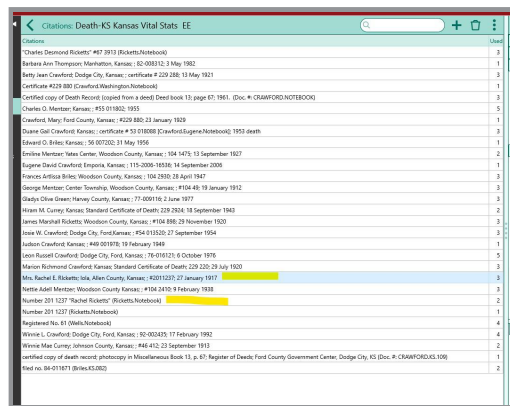 Citations: Death-KS Kansas Vital Stats EE
Citations Used
"Charles Desmond Ricketts" #67 3913 (Ricketts.Notebook) 3
Barbara Ann Thompson; Manhatton, Kansas; ; 82-008312; 3 May 1982 1
Betty Jean Crawford; Dodge City, Kansas; ; certificate # 229 288; 13 May 1921 3
Certificate #229 880 (Crawford.Washington.Notebook) 1
Certified copy of Death Record; (copied from a deed) Deed book 13; page 67; 1961. (Doc. #: CRAWFORD.NOTEBOOK) 3
Charles O. Mentzer; Kansas; ; #55 011802; 1955 5
Crawford, Mary; Ford County, Kansas; ; #229 880; 23 January 1929 1
Duane Gail Crawford; Kansas; ; certificate # 53 018088 [Crawford.Eugene.Notebook]; 1953 death 3
Edward O. Briles; Kansas; ; 56 007202; 31 May 1956 1
Emiline Mentzer; Yates Center, Woodson County, Kansas; ; 104 1475; 13 September 1927 2
Eugene David Crawford; Emporia, Kansas; ; 115-2006-16536; 14 September 2006 1
Frances Artlissa Briles; Woodson County, Kansas; ; 104 2930; 28 April 1947 3
George Mentzer; Center Township, Woodson County, Kansas; ; #104 49; 19 January 1912 3
Gladys Olive Green; Harvey County, Kansas; ; 77-009116; 2 June 1977 3
Hiram M. Currey; Kansas; Standard Certificate of Death; 229 2924; 18 September 1943 2
James Marshall Ricketts; Woodson County, Kansas; ; #104 898; 29 November 1920 3
Josie W. Crawford; Dodge City, Ford,Kansas; ; #54 013520; 27 September 1954 3
Judson Crawford; Kansas; ; #49 001978; 19 February 1949 1
Leon Russell Crawford; Dodge City, Ford, Kansas; ; 76-016121; 6 October 1976 5
Marion Richmond Crawford; Kansas; Standard Certificate of Death; 229 220; 29 July 1920 3
Mrs. Rachel E. Ricketts; Iola, Allen County, Kansas; ; #2011237; 27 January 1917 3
Nettie Adell Mentzer; Woodson County, Kansas; ; #104 2410; 9 February 1938 3
Number 201 1237 "Rachel Ricketts" (Ricketts.Notebook) 2
Number 201 1237 (Ricketts.Notebook) 1
Registered No. 61 (Wells.Notebook) 4
Winnie L. Crawford; Dodge City, Ford, Kansas; ; 92-002435; 17 February 1992 4
Winnie Mae Currey; Johnson County, Kansas; ; #46 412; 23 September 1913 2
certified copy of death record; photocopy in Miscellaneous Book 13, p. 67; Register of Deeds; Ford County Government Center, Dodge City, KS (Doc. #: CRAWFORD.KS.109) 1
filed no. 84-011671 (Briles.KS.082) 2